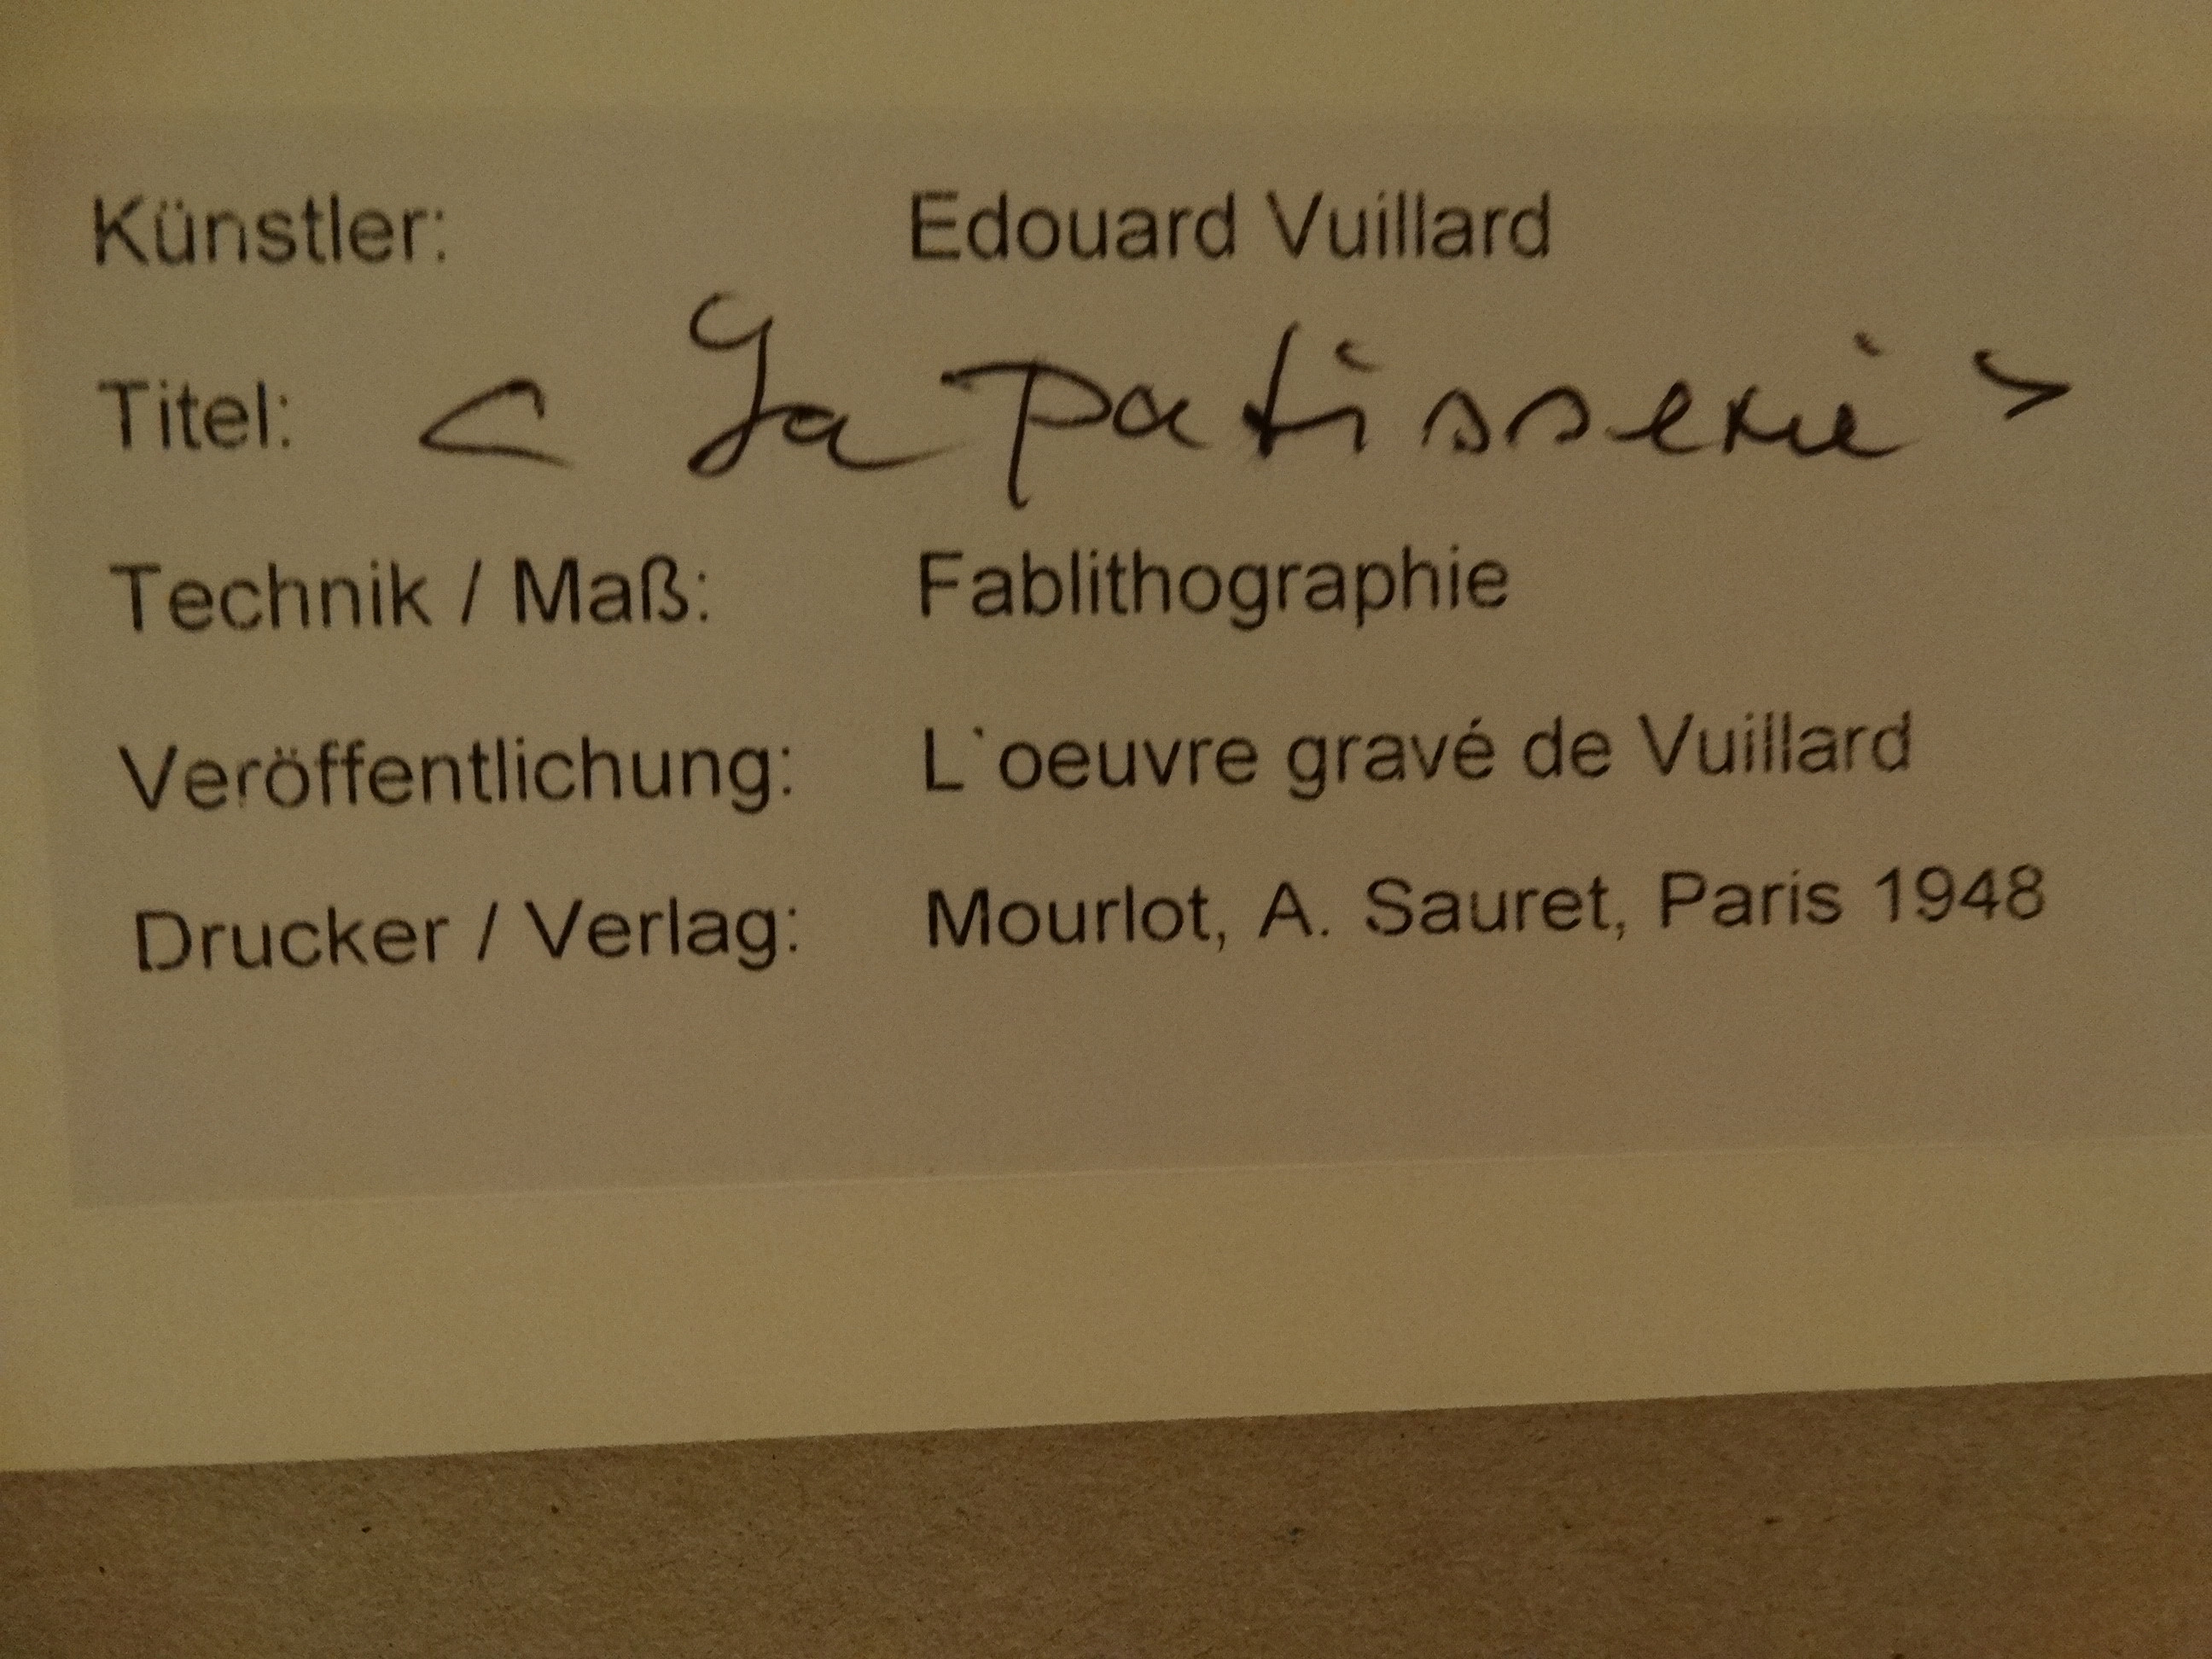 Künstler: Edouard Vuillard
Titel: < La patisserie >
Technik / Maß: Fablithographie
Veröffentlichung: L`oeuvre gravé de Vuillard
Drucker / Verlag: Mourlot, A. Sauret, Paris 1948